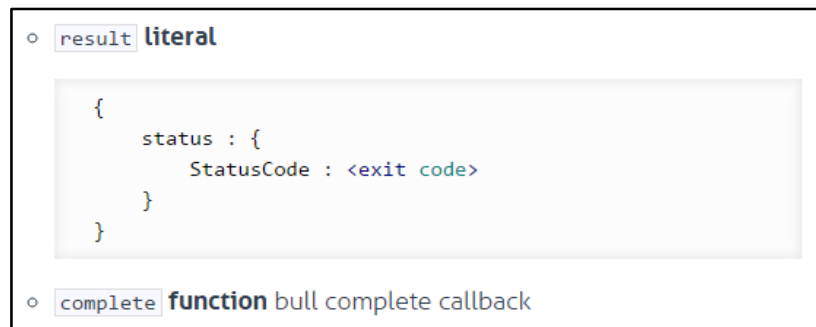 result literal
{
status : {
StatusCode : <exit code>
}
}
complete function bull complete callback